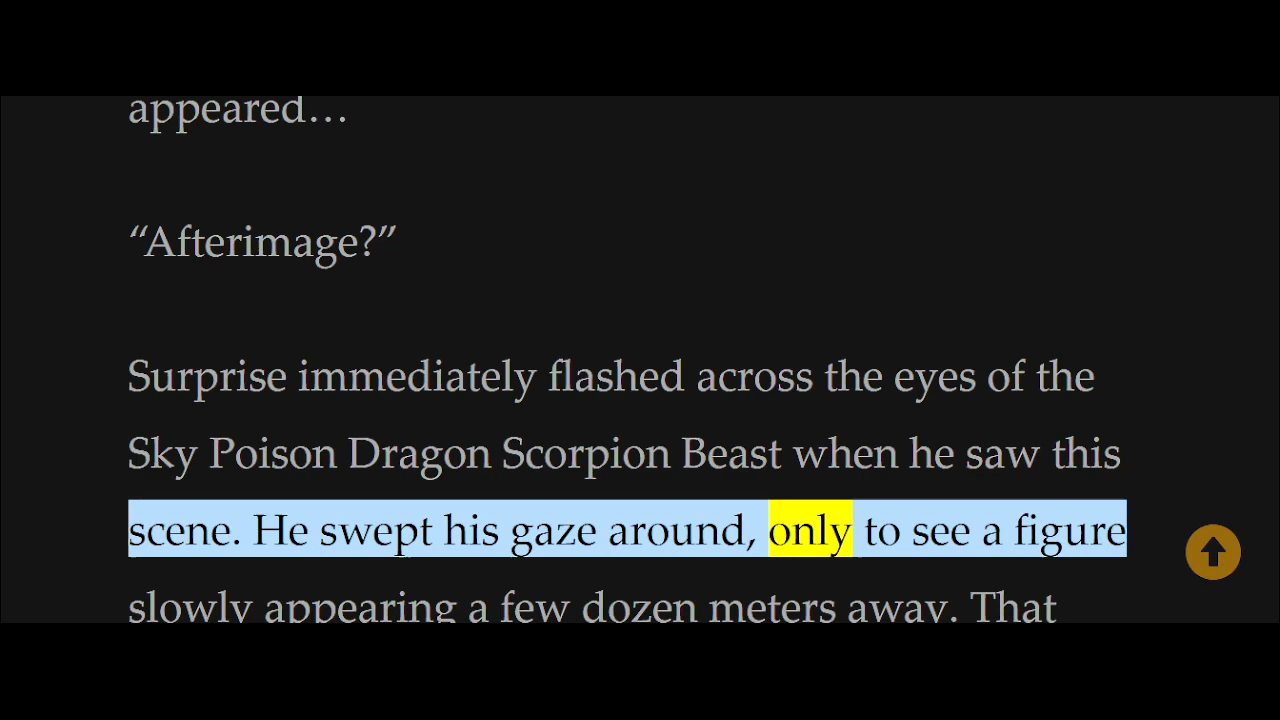 appeared…
“Afterimage?”
Surprise immediately flashed across the eyes of the
Sky Poison Dragon Scorpion Beast when he saw this
scene. He swept his gaze around, only to see a figure
slowly appearing a few dozen meters away. That